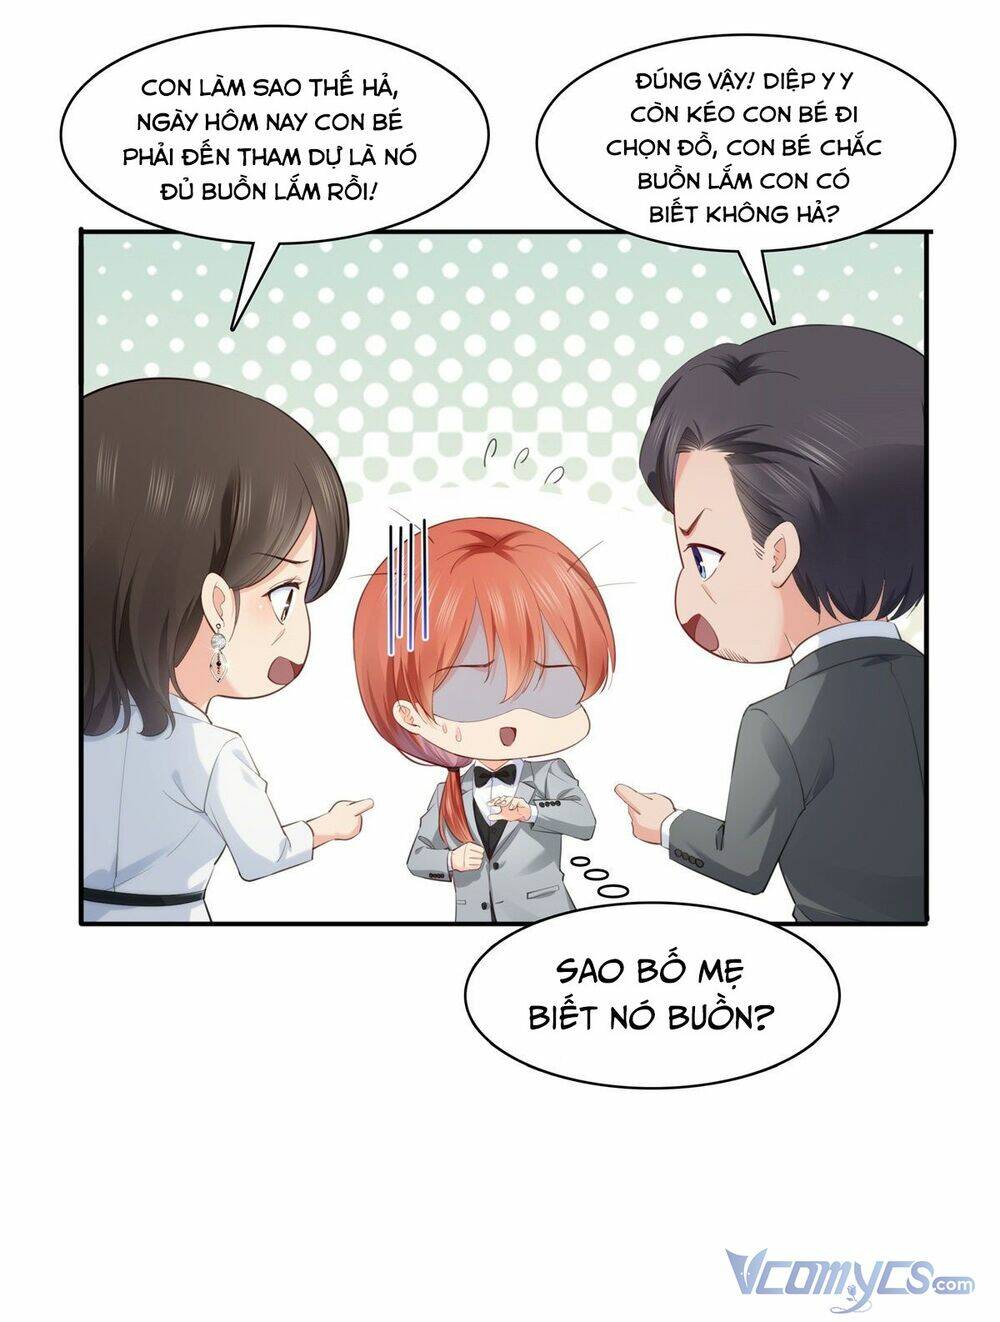 CON LÀM SAO THẾ HẢ,
NGÀY HÔM NAY CON BÉ
PHẢI ĐẾN THAM DỰ LÀ NÓ
ĐỦ BUỒN LẮM RỒI!
ĐÚNG VẬY! DIỆP Y Y
CÒN KÉO CON BÉ ĐI
CHỌN ĐỒ, CON BÉ CHẮC
BUỒN LẮM CON CÓ
BIẾT KHÔNG HẢ?
SAO BỐ MẸ
BIẾT NÓ BUỒN?
VCOMYCS.com